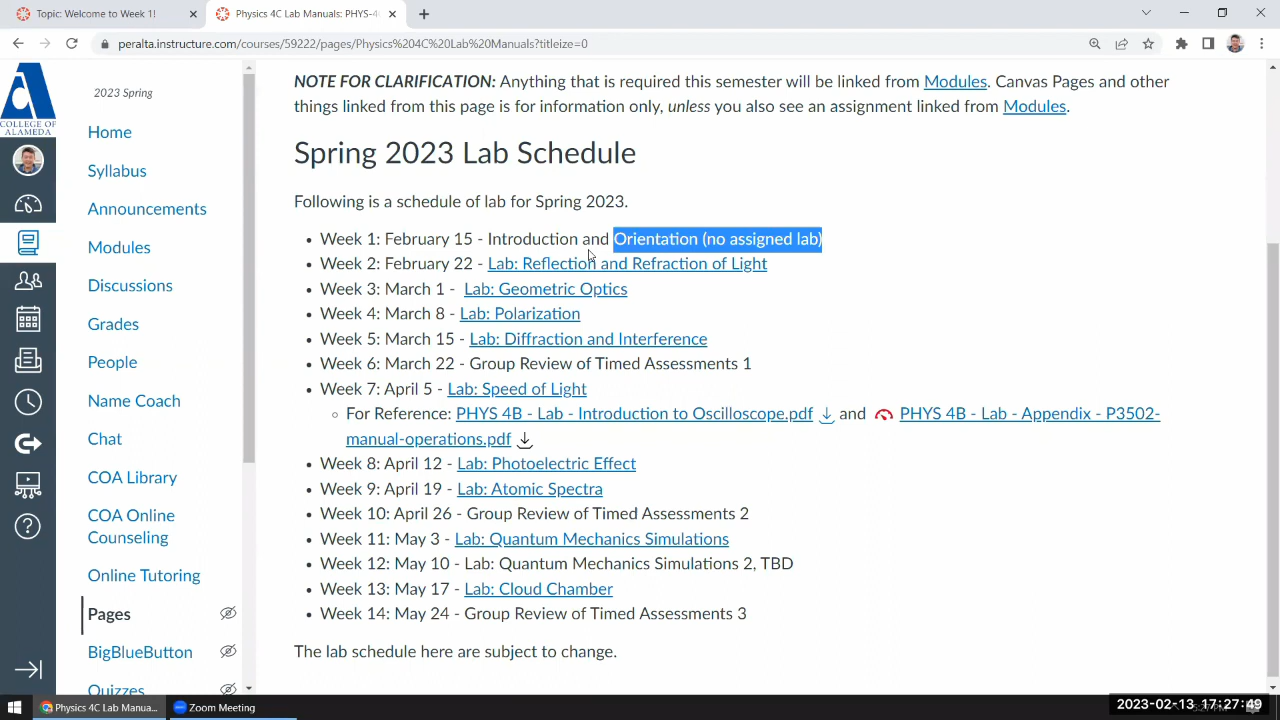 Topic: Welcome to Week 1!
Physics 4C Lab Manuals: PHYS-4
peralta.instructure.com/courses/59222/pages/Physics%204C%20Lab%20Manuals?titleize=0
COLLEGE OF
ALAMEDA
2023 Spring
Home
Syllabus
Announcements
Modules
Discussions
Grades
People
Name Coach
Chat
COA Library
COA Online
Counseling
Online Tutoring
Pages
BigBlueButton
Quizzes
NOTE FOR CLARIFICATION: Anything that is required this semester will be linked from Modules. Canvas Pages and other
things linked from this page is for information only, unless you also see an assignment linked from Modules.
Spring 2023 Lab Schedule
Following is a schedule of lab for Spring 2023.
• Week 1: February 15 - Introduction and Orientation (no assigned lab)
• Week 2: February 22 - Lab: Reflection and Refraction of Light
• Week 3: March 1 - Lab: Geometric Optics
• Week 4: March 8 - Lab: Polarization
• Week 5: March 15 - Lab: Diffraction and Interference
• Week 6: March 22 - Group Review of Timed Assessments 1
• Week 7: April 5 - Lab: Speed of Light
◦ For Reference: PHYS 4B - Lab - Introduction to Oscilloscope.pdf and PHYS 4B - Lab - Appendix - P3502-
manual-operations.pdf
• Week 8: April 12 - Lab: Photoelectric Effect
• Week 9: April 19 - Lab: Atomic Spectra
• Week 10: April 26 - Group Review of Timed Assessments 2
• Week 11: May 3 - Lab: Quantum Mechanics Simulations
• Week 12: May 10 - Lab: Quantum Mechanics Simulations 2, TBD
• Week 13: May 17 - Lab: Cloud Chamber
• Week 14: May 24 - Group Review of Timed Assessments 3
The lab schedule here are subject to change.
Physics 4C Lab Manua...
Zoom Meeting
2023-02-13 17:27:49